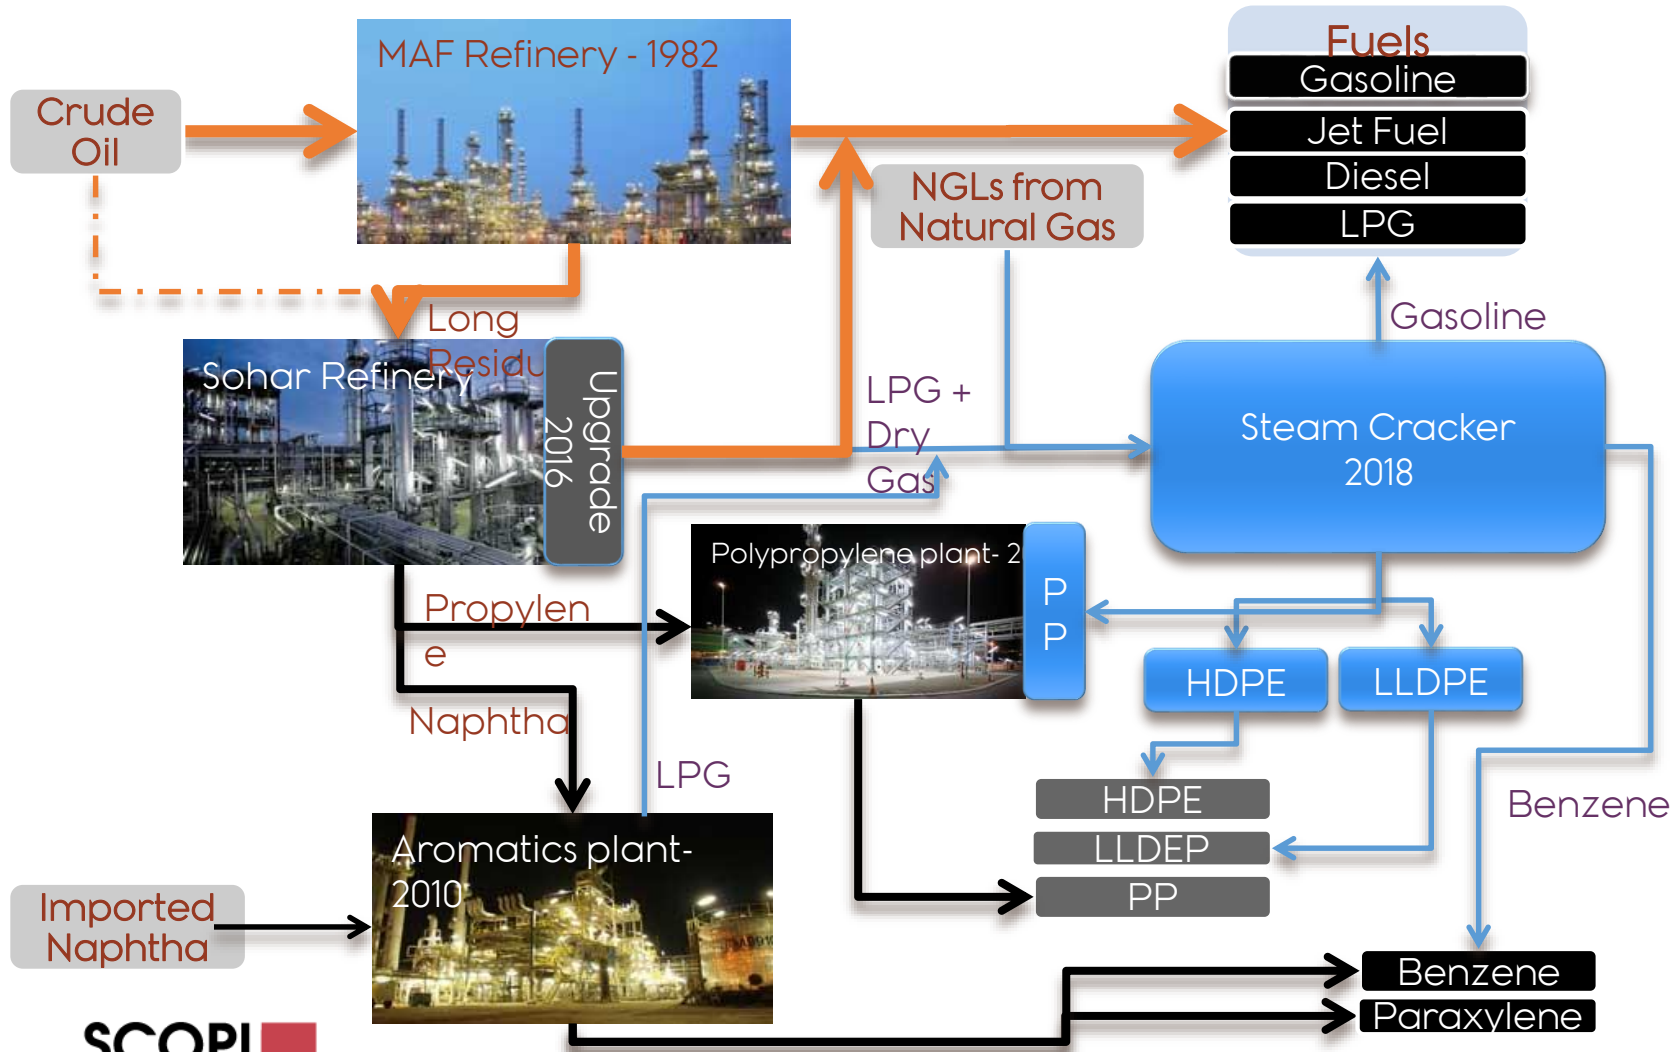 MAF Refinery - 1982
Fuels
Gasoline
Jet Fuel
Diesel
LPG
Crude
Oil
NGLs from
Natural Gas
Long
Residu
Sohar Refinery
Upgrade
2016
LPG +
Dry
Gas
Gasoline
Steam Cracker
2018
Polypropylene plant- 2
P
P
Propylen
e
Naphtha
HDPE
LLDPE
LPG
HDPE
LLDEP
PP
Benzene
Aromatics plant-
2010
Imported
Naphtha
Benzene
Paraxylene
SCOPI